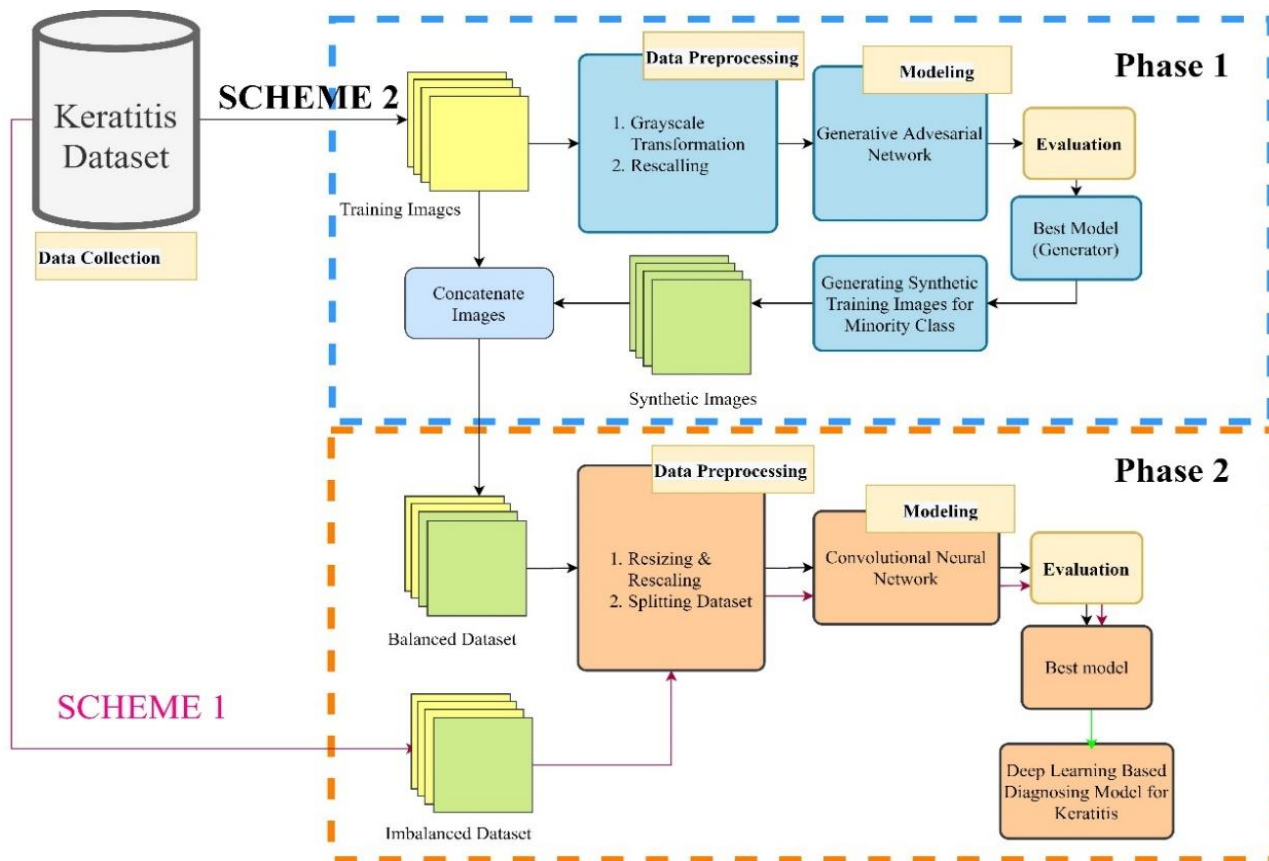 Keratitis
Dataset
Data Collection
SCHEME 2
SCHEME 1
Phase 1
Training Images
Data Preprocessing
1. Grayscale
Transformation
2. Rescalling
Modeling
Generative Advesarial
Network
Evaluation
Best Model
(Generator)
Generating Synthetic
Training Images for
Minority Class
Synthetic Images
Concatenate
Images
Phase 2
Balanced Dataset
Imbalanced Dataset
Data Preprocessing
1. Resizing &
Rescaling
2. Splitting Dataset
Modeling
Convolutional Neural
Network
Evaluation
Best model
Deep Learning Based
Diagnosing Model for
Keratitis